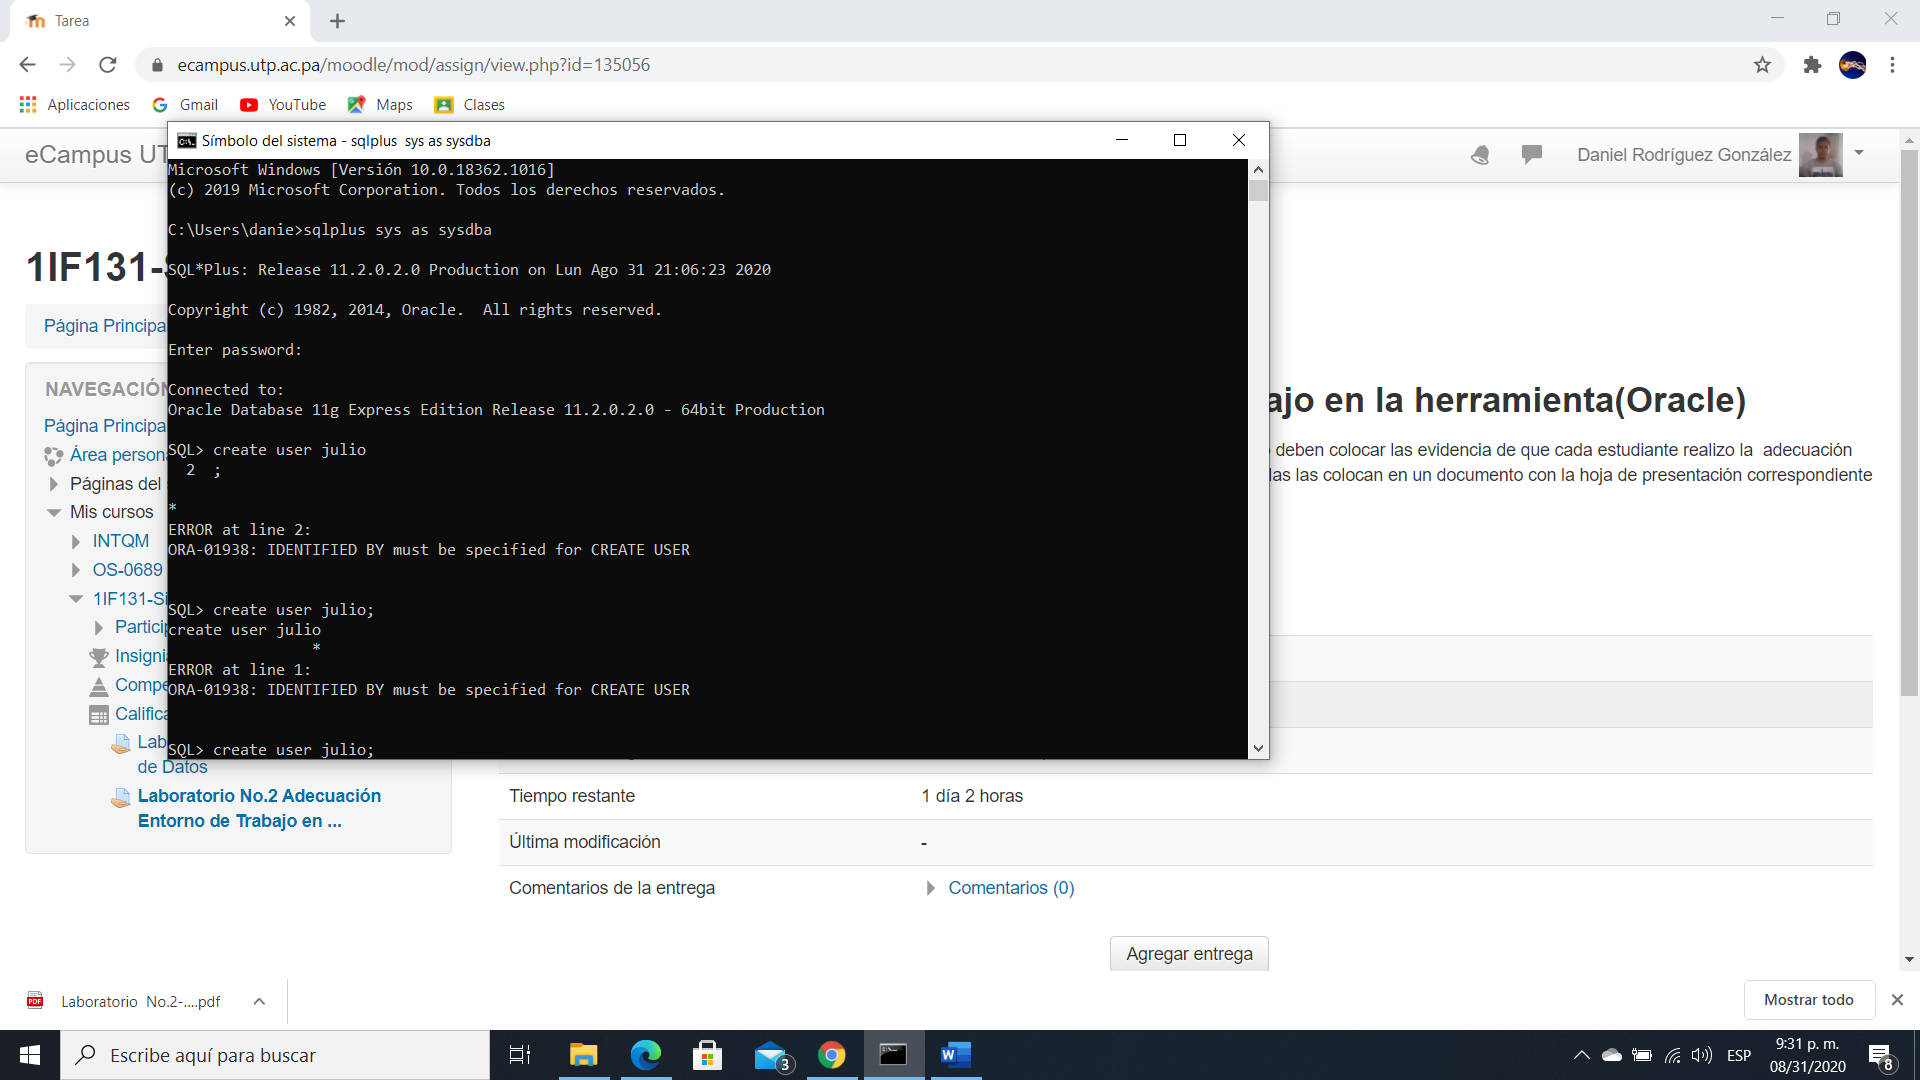 Tarea
ecampus.utp.ac.pa/moodle/mod/assign/view.php?id=135056
Aplicaciones
Gmail
YouTube
Maps
Clases
eCampus UT
Daniel Rodríguez González
Símbolo del sistema - sqlplus  sys as sysdba
Microsoft Windows [Versión 10.0.18362.1016]
(c) 2019 Microsoft Corporation. Todos los derechos reservados.
C:\Users\danie>sqlplus sys as sysdba
SQL*Plus: Release 11.2.0.2.0 Production on Lun Ago 31 21:06:23 2020
Copyright (c) 1982, 2014, Oracle.  All rights reserved.
Enter password:
Connected to:
Oracle Database 11g Express Edition Release 11.2.0.2.0 - 64bit Production
SQL> create user julio
2  ;
*
ERROR at line 2:
ORA-01938: IDENTIFIED BY must be specified for CREATE USER
SQL> create user julio;
create user julio
*
ERROR at line 1:
ORA-01938: IDENTIFIED BY must be specified for CREATE USER
SQL> create user julio;
1IF131-S
Página Principa
NAVEGACIÓN
Página Principa
Área persona
Páginas del
Mis cursos
INTQM
OS-0689
1IF131-Si
Particip
Insignia
Compe
Califica
Lab
de Datos
Laboratorio No.2 Adecuación
Entorno de Trabajo en ...
ajo en la herramienta(Oracle)
deben colocar las evidencia de que cada estudiante realizo la  adecuación
las las colocan en un documento con la hoja de presentación correspondiente
Tiempo restante
1 día 2 horas
Última modificación
-
Comentarios de la entrega
Comentarios (0)
Agregar entrega
PDF
Laboratorio  No.2-....pdf
Mostrar todo
Escribe aquí para buscar
3
W
ESP
9:31 p. m.
08/31/2020
8